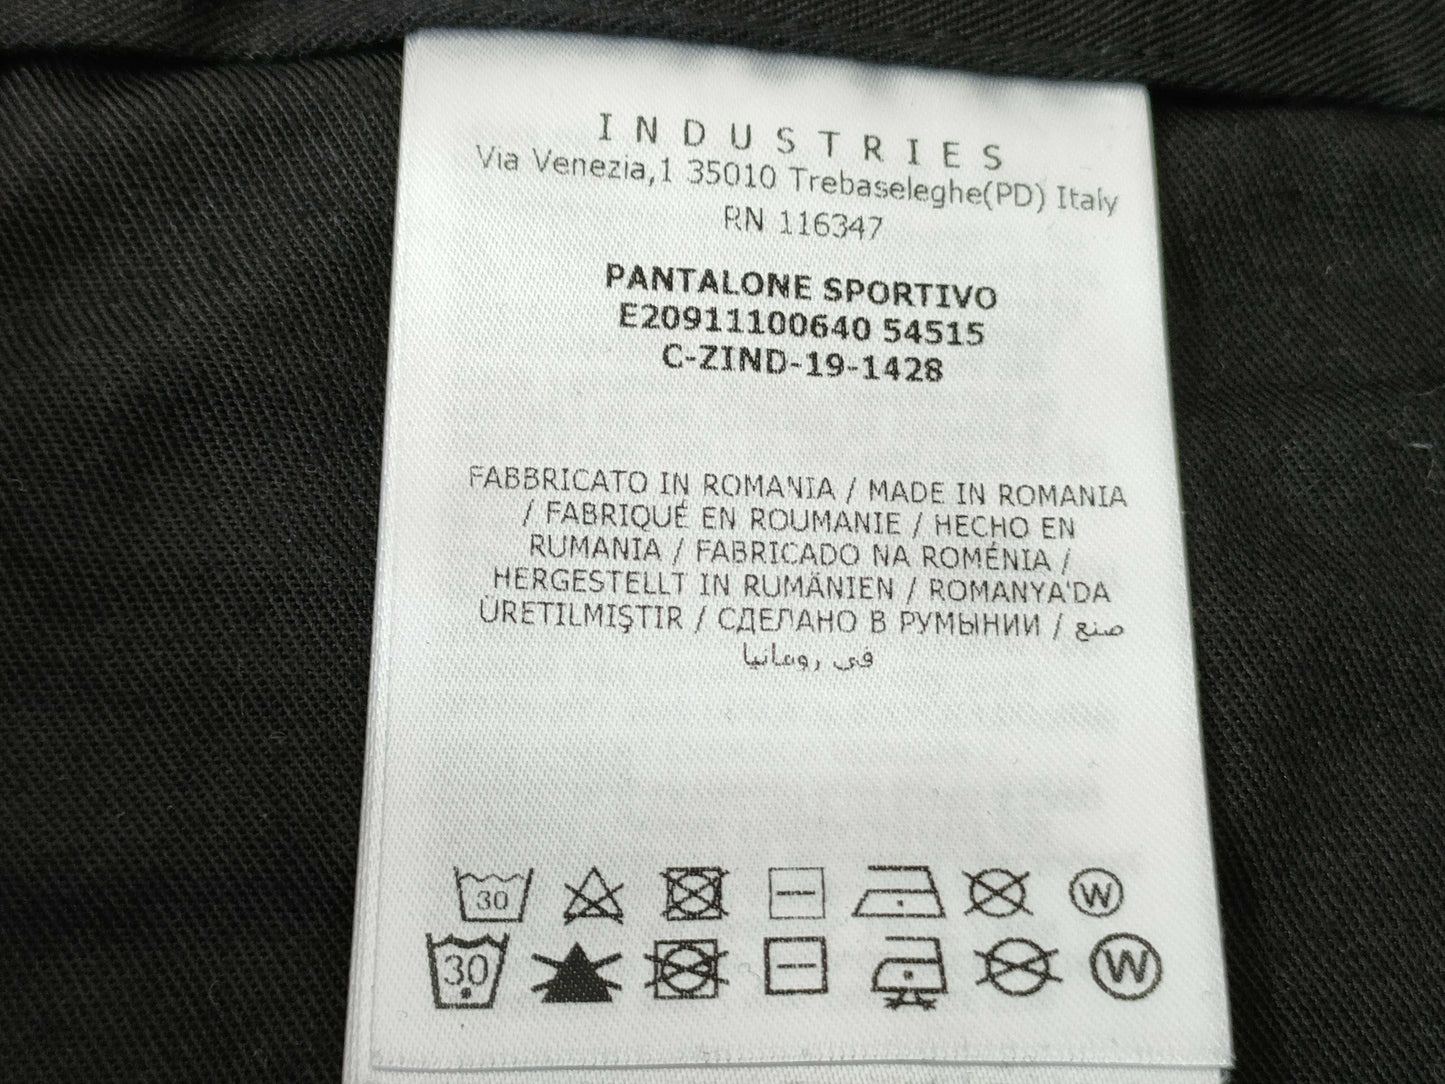 INDUSTRIES
Via Venezia,1 35010 Trebaseleghe(PD) Italy
RN 116347
PANTALONE SPORTIVO
E20911100640 54515
C-ZIND-19-1428
FABBRICATO IN ROMANIA / MADE IN ROMANIA
/ FABRIQUÉ EN ROUMANIE / HECHO EN
RUMANIA / FABRICADO NA ROMÉNIA /
HERGESTELLT IN RUMÄNIEN / ROMANYA'DA
ÜRETILMIŞTIR / СДЕЛАНО В РУМЫНИИ / صنع
في رومانيا
30 W
30 W